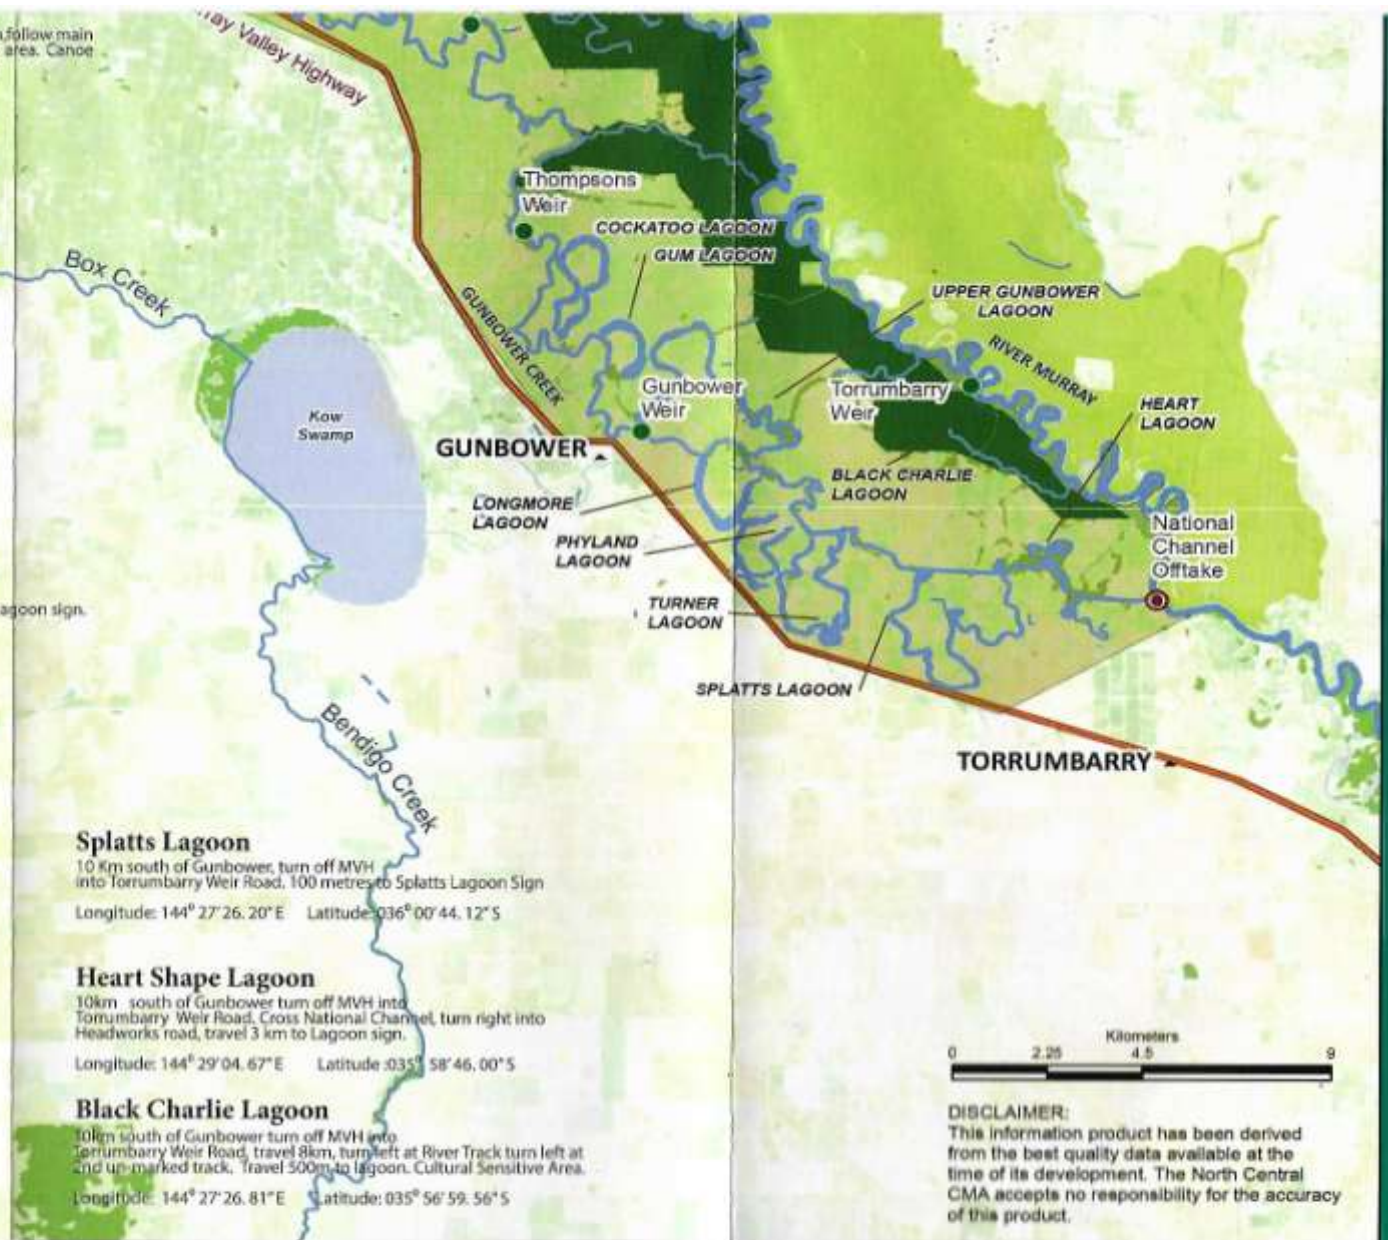 follow main
area. Canoe
ray Valley Highway
Thompsons
Weir
COCKATOO LAGOON
GUM LAGOON
Box Creek
GUNBOWER CREEK
UPPER GUNBOWER
LAGOON
RIVER MURRAY
Kow
Swamp
Gunbower
Weir
Torrumbarry
Weir
HEART
LAGOON
GUNBOWER
BLACK CHARLIE
LAGOON
LONGMORE
LAGOON
PHYLAND
LAGOON
National
Channel
Offtake
agoon sign.
TURNER
LAGOON
SPLATTS LAGOON
Bendigo Creek
TORRUMBARRY
Splatts Lagoon
10 Km south of Gunbower, turn off MVH
into Torrumbarry Weir Road. 100 metres to Splatts Lagoon Sign
Longitude: 144⁰ 27' 26. 20" E Latitude: 036⁰ 00' 44. 12" S
Heart Shape Lagoon
10km south of Gunbower turn off MVH into
Torrumbarry Weir Road, Cross National Channel, turn right into
Headworks road, travel 3 km to Lagoon sign.
Longitude: 144⁰ 29' 04. 67" E Latitude :035⁰ 58' 46. 00" S
Black Charlie Lagoon
10km south of Gunbower turn off MVH into
Torrumbarry Weir Road, travel 8km, turn left at River Track turn left at
2nd un-marked track. Travel 500m to lagoon. Cultural Sensitive Area.
Longitude: 144⁰ 27' 26. 81" E Latitude: 035⁰ 56' 59. 56" S
Kilometers
0 2.25 4.5 9
DISCLAIMER:
This information product has been derived
from the best quality data available at the
time of its development. The North Central
CMA accepts no responsibility for the accuracy
of this product.